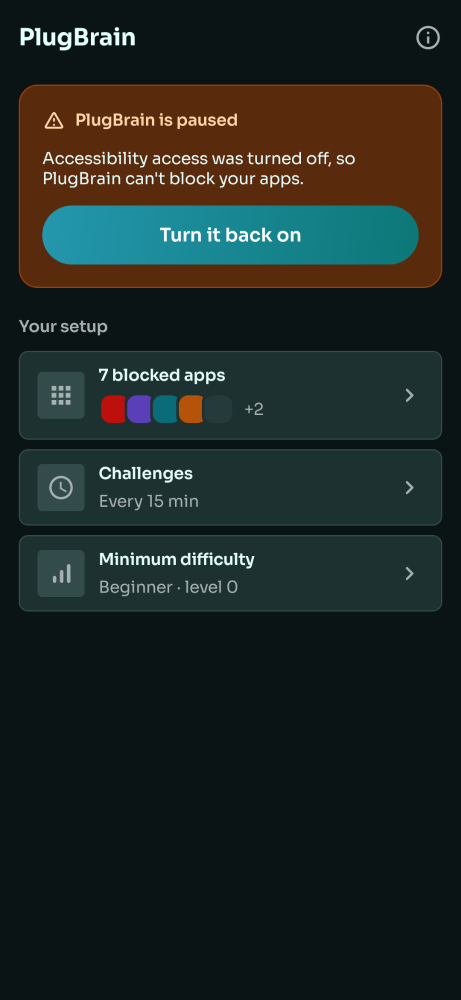 PlugBrain
PlugBrain is paused
Accessibility access was turned off, so
PlugBrain can't block your apps.
Turn it back on
Your setup
7 blocked apps
+2
Challenges
Every 15 min
Minimum difficulty
Beginner · level 0